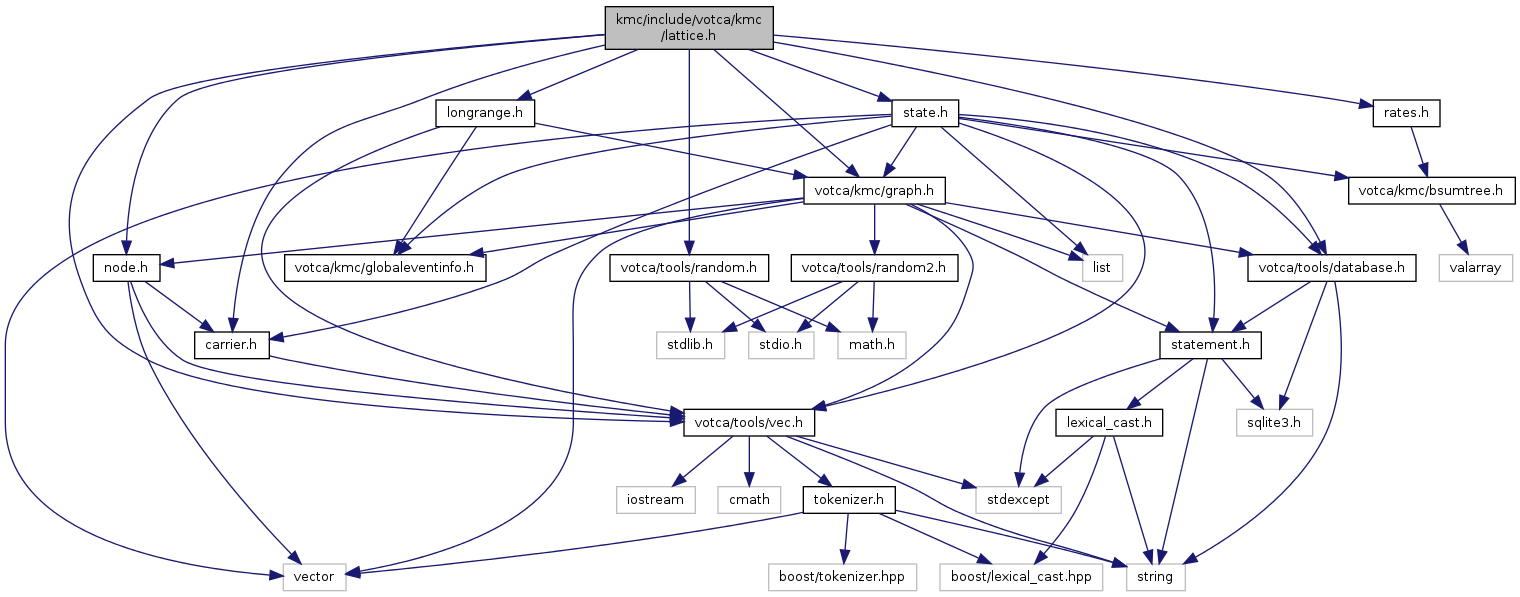 kmc/include/votca/kmc
/lattice.h
longrange.h
state.h
rates.h
votca/kmc/graph.h
votca/kmc/bsumtree.h
node.h
votca/kmc/globaleventinfo.h
votca/tools/random.h
votca/tools/random2.h
list
votca/tools/database.h
valarray
carrier.h
stdlib.h
stdio.h
math.h
statement.h
votca/tools/vec.h
lexical_cast.h
sqlite3.h
iostream
cmath
tokenizer.h
stdexcept
vector
boost/tokenizer.hpp
boost/lexical_cast.hpp
string